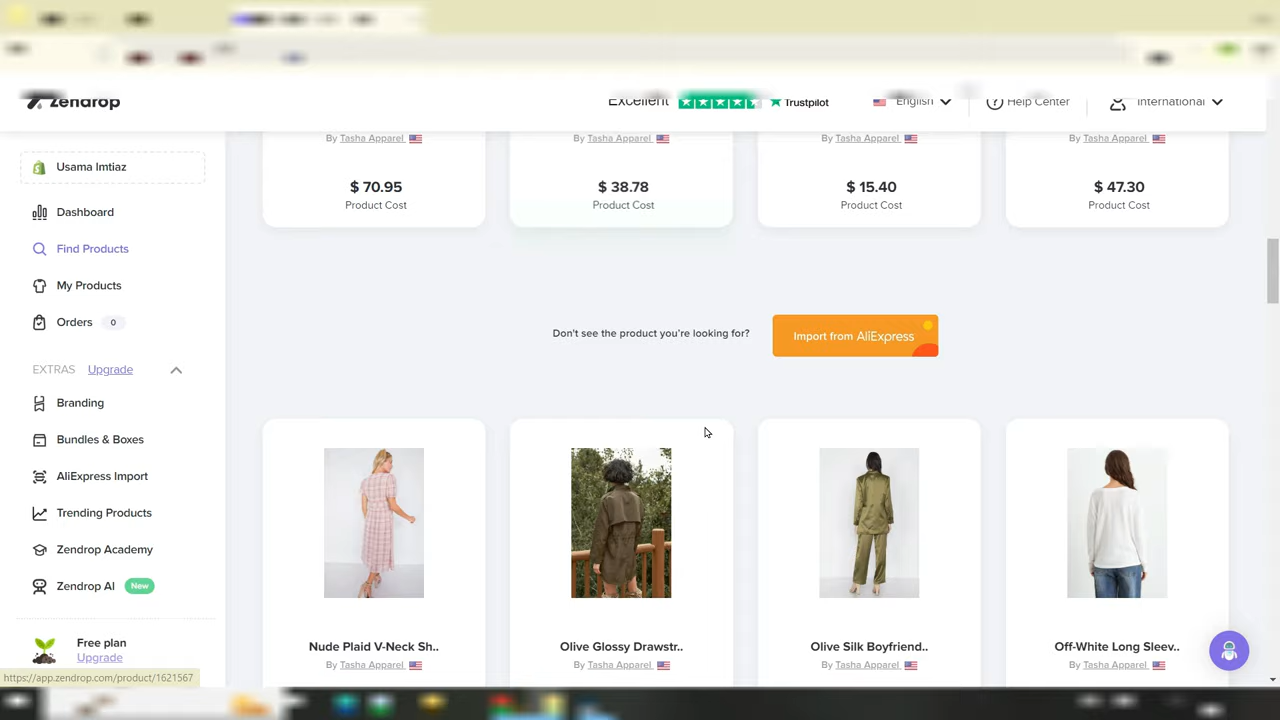 Zendrop
Excellent
Trustpilot
English
Help Center
International
Usama Imtiaz
Dashboard
Find Products
My Products
Orders 0
EXTRAS Upgrade
Branding
Bundles & Boxes
AliExpress Import
Trending Products
Zendrop Academy
Zendrop AI New
Free plan
Upgrade
By Tasha Apparel
$ 70.95
Product Cost
By Tasha Apparel
$ 38.78
Product Cost
By Tasha Apparel
$ 15.40
Product Cost
By Tasha Apparel
$ 47.30
Product Cost
Don't see the product you're looking for?
Import from AliExpress
Nude Plaid V-Neck Sh..
By Tasha Apparel
Olive Glossy Drawstr..
By Tasha Apparel
Olive Silk Boyfriend..
By Tasha Apparel
Off-White Long Sleev..
By Tasha Apparel
https://app.zendrop.com/product/1621567